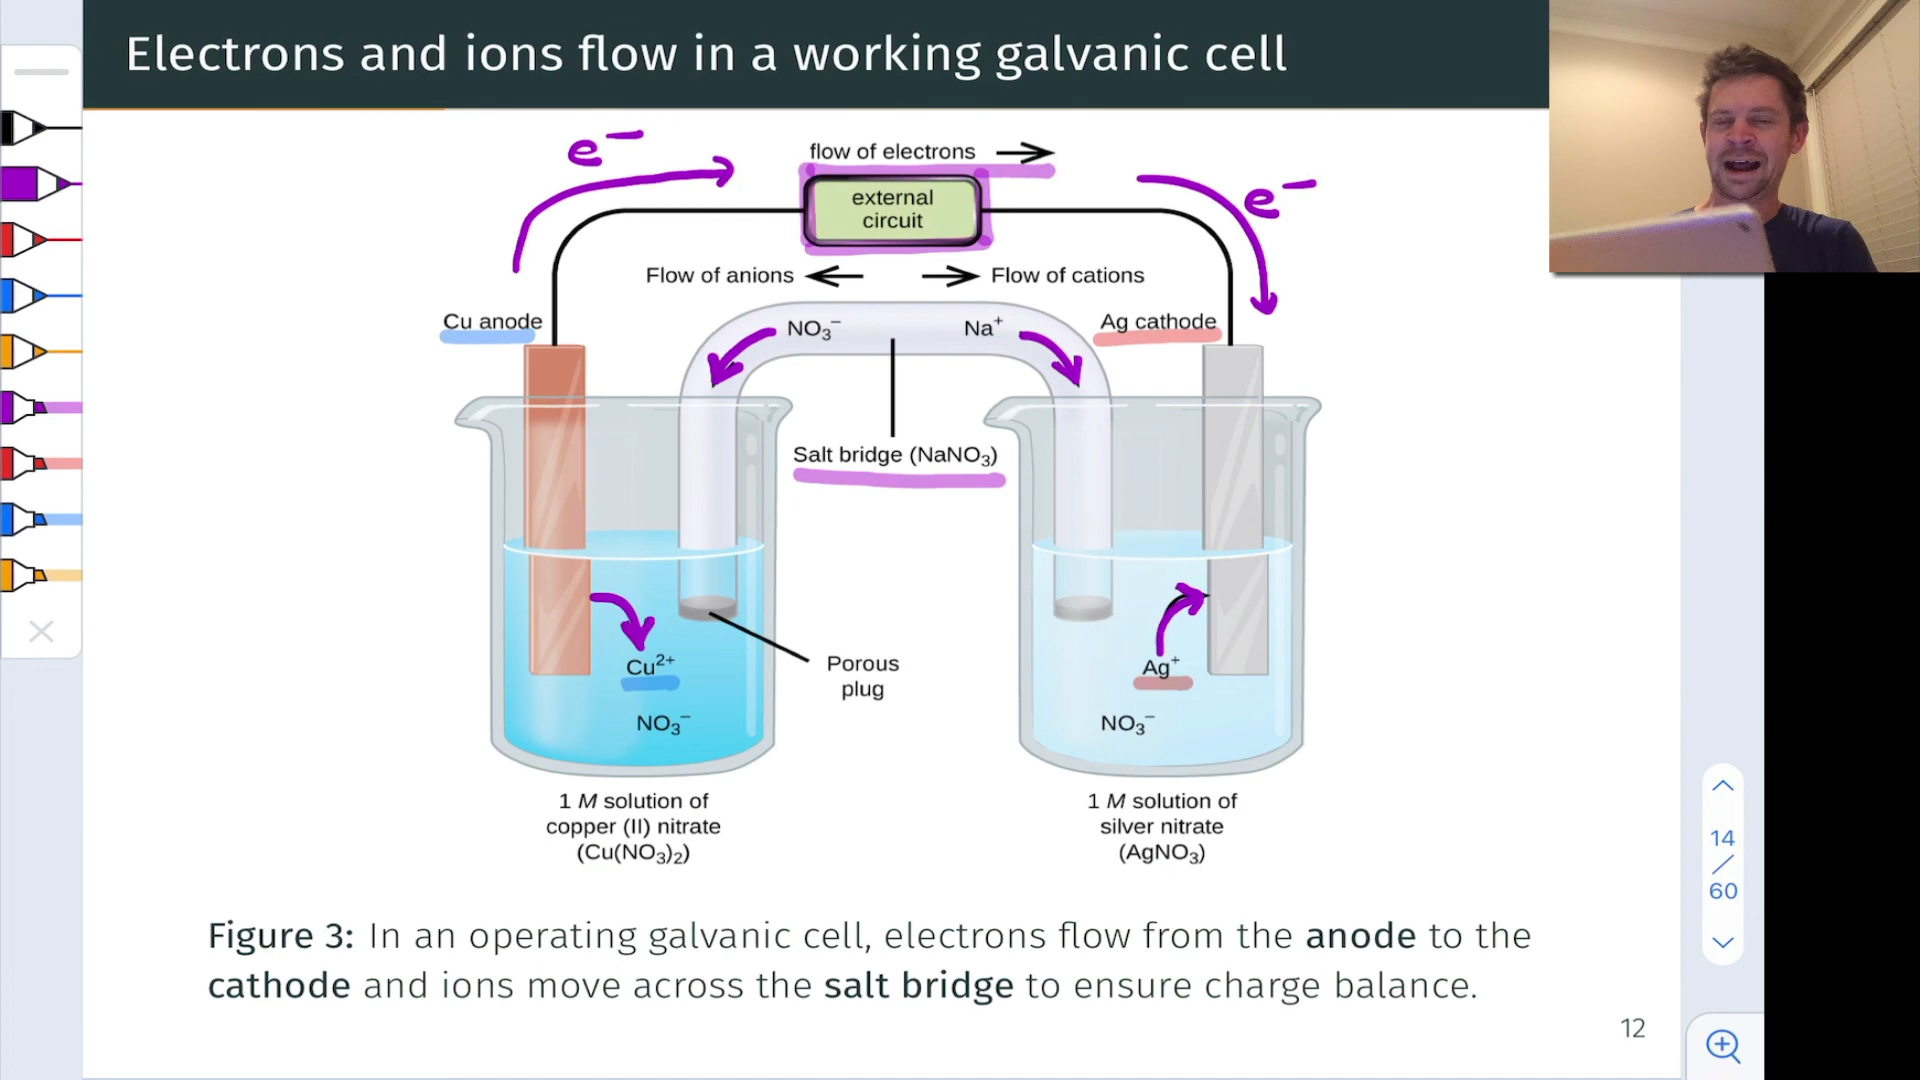 Electrons and ions flow in a working galvanic cell
e⁻
flow of electrons
e⁻
external
circuit
Flow of anions
Flow of cations
Cu anode
NO₃⁻
Na⁺
Ag cathode
Salt bridge (NaNO₃)
Cu²⁺
Ag⁺
Porous
plug
NO₃⁻
NO₃⁻
1 M solution of
copper (II) nitrate
(Cu(NO₃)₂)
1 M solution of
silver nitrate
(AgNO₃)
14
/
60
Figure 3: In an operating galvanic cell, electrons flow from the anode to the
cathode and ions move across the salt bridge to ensure charge balance.
12